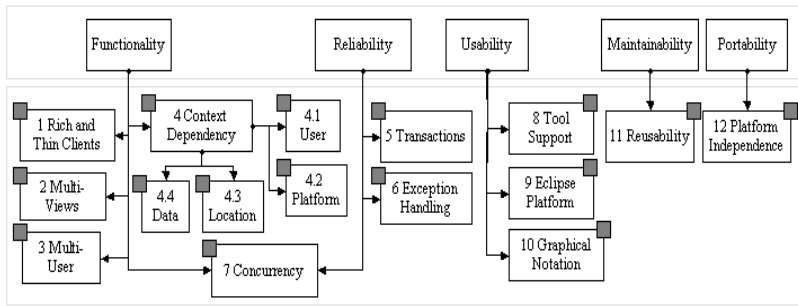 Functionality
Reliability
Usability
Maintainability
Portability
1 Rich and
Thin Clients
4 Context
Dependency
4.1
User
5 Transactions
8 Tool
Support
11 Reusability
12 Platform
Independence
2 Multi-
Views
4.4
Data
4.3
Location
4.2
Platform
6 Exception
Handling
9 Eclipse
Platform
3 Multi-
User
7 Concurrency
10 Graphical
Notation